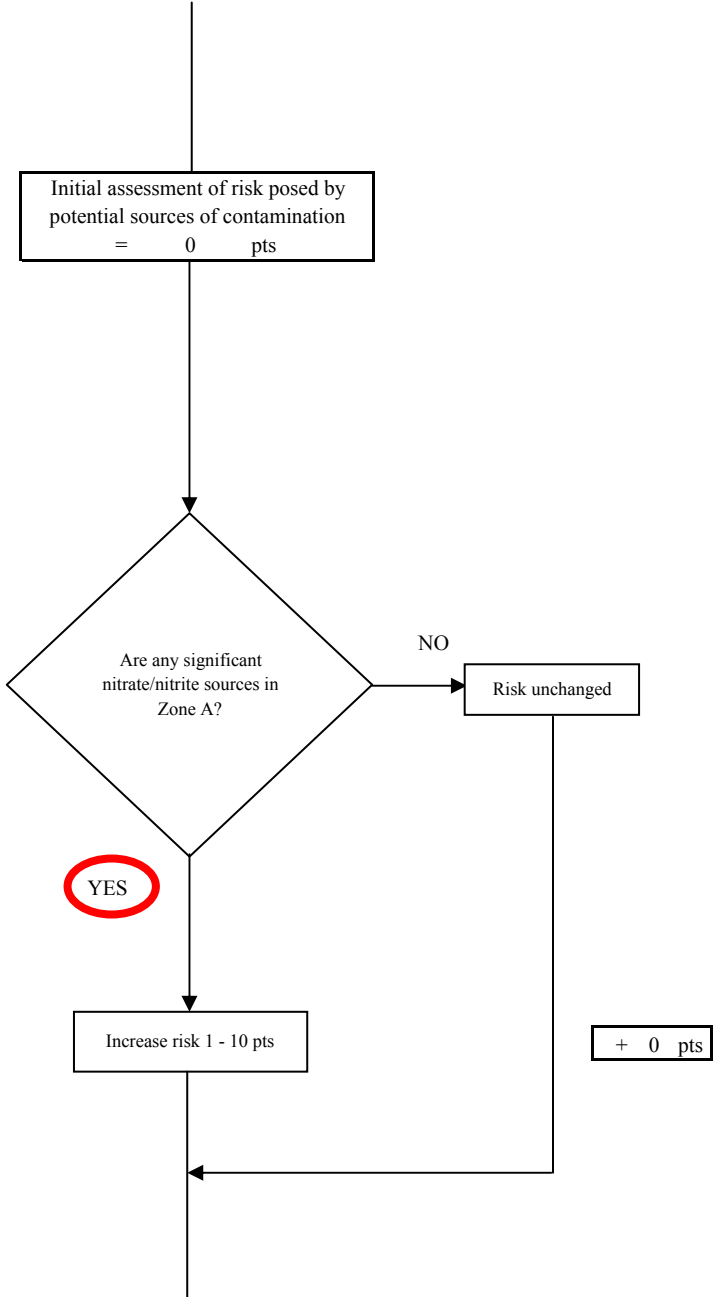 Initial assessment of risk posed by
potential sources of contamination
= 0 pts
Are any significant
nitrate/nitrite sources in
Zone A?
NO
Risk unchanged
YES
Increase risk 1 - 10 pts
+ 0 pts